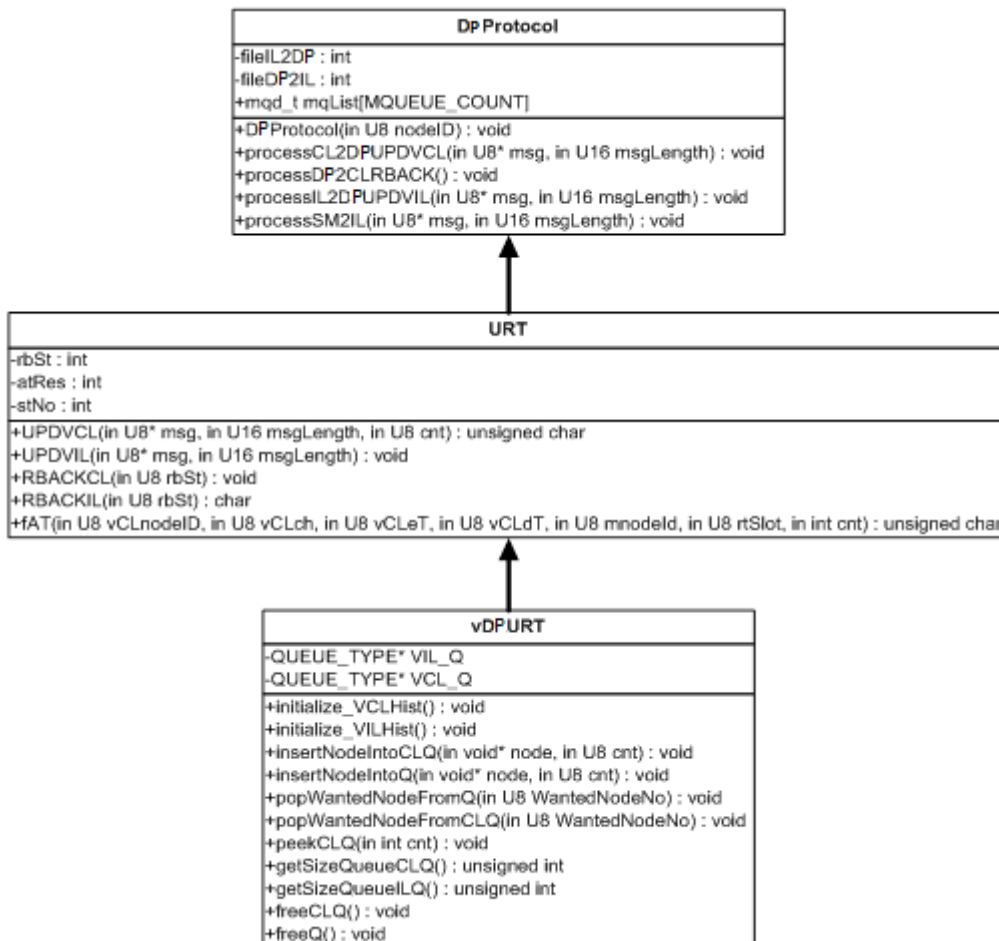 DPProtocol
-fileIL2DP : int
-fileDP2IL : int
+mqd_t mqList[MQUEUE_COUNT]
+DPProtocol(in U8 nodeID) : void
+processCL2DPUPDVCL(in U8* msg, in U16 msgLength) : void
+processDP2CLRBACK() : void
+processIL2DPUPDVIL(in U8* msg, in U16 msgLength) : void
+processSM2IL(in U8* msg, in U16 msgLength) : void
URT
-rbSt : int
-atRes : int
-stNo : int
+UPDVCL(in U8* msg, in U16 msgLength, in U8 cnt) : unsigned char
+UPDVIL(in U8* msg, in U16 msgLength) : void
+RBACKCL(in U8 rbSt) : void
+RBACKIL(in U8 rbSt) : char
+fAT(in U8 vCLnodeID, in U8 vCLch, in U8 vCLeT, in U8 vCLdT, in U8 mnodeId, in U8 rtSlot, in int cnt) : unsigned char
vDPURT
-QUEUE_TYPE* VIL_Q
-QUEUE_TYPE* VCL_Q
+initialize_VCLHist() : void
+initialize_VILHist() : void
+insertNodeIntoCLQ(in void* node, in U8 cnt) : void
+insertNodeIntoQ(in void* node, in U8 cnt) : void
+popWantedNodeFromQ(in U8 WantedNodeNo) : void
+popWantedNodeFromCLQ(in U8 WantedNodeNo) : void
+peekCLQ(in int cnt) : void
+getSizeQueueCLQ() : unsigned int
+getSizeQueueILQ() : unsigned int
+freeCLQ() : void
+freeQ() : void